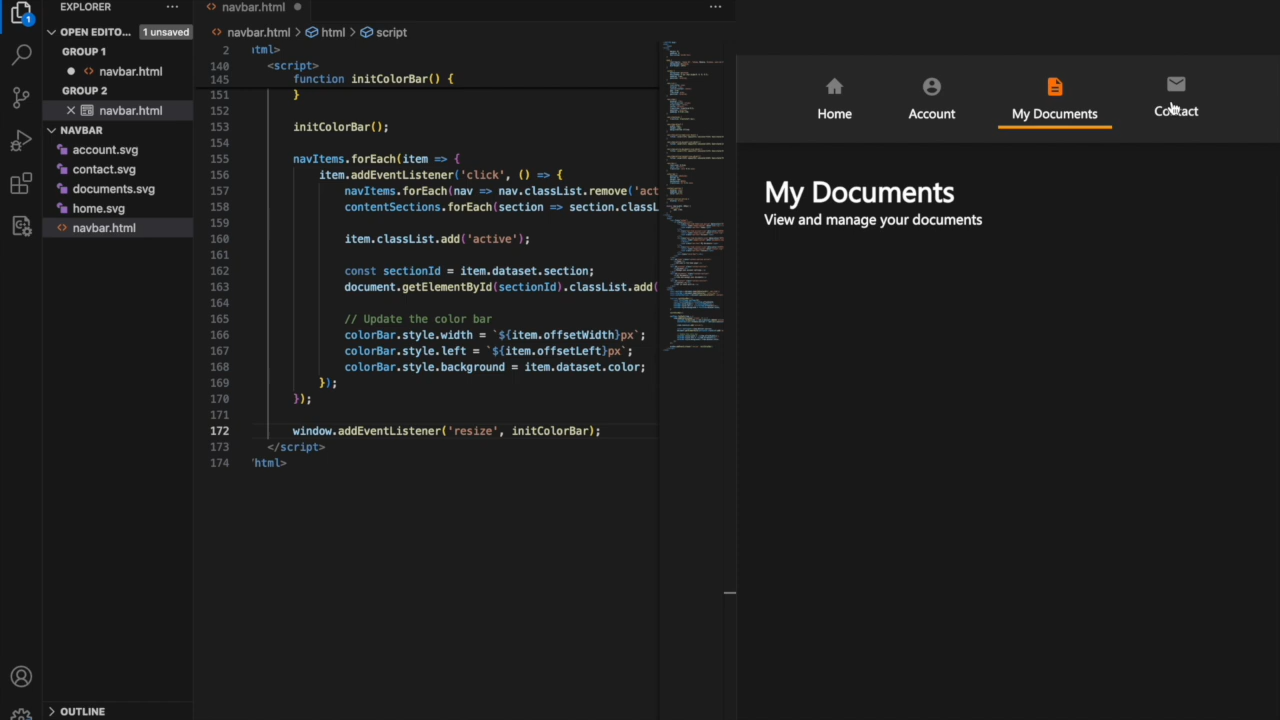 EXPLORER
···
OPEN EDITO...
1 unsaved
GROUP 1
navbar.html
GROUP 2
navbar.html
NAVBAR
account.svg
contact.svg
documents.svg
home.svg
navbar.html
OUTLINE
1
navbar.html
···
navbar.html > html > script
2 html>
140 <script>
145 function initColorBar() {
151 }
152
153 initColorBar();
154
155 navItems.forEach(item => {
156 item.addEventListener('click', () => {
157 navItems.forEach(nav => nav.classList.remove('act
158 contentSections.forEach(section => section.classL
159
160 item.classList.add('active');
161
162 const sectionId = item.dataset.section;
163 document.getElementById(sectionId).classList.add(
164
165 // Update the color bar
166 colorBar.style.width = `${item.offsetWidth}px`;
167 colorBar.style.left = `${item.offsetLeft}px`;
168 colorBar.style.background = item.dataset.color;
169 });
170 });
171
172 window.addEventListener('resize', initColorBar);
173 </script>
174 html>
Home
Account
My Documents
Contact
My Documents
View and manage your documents